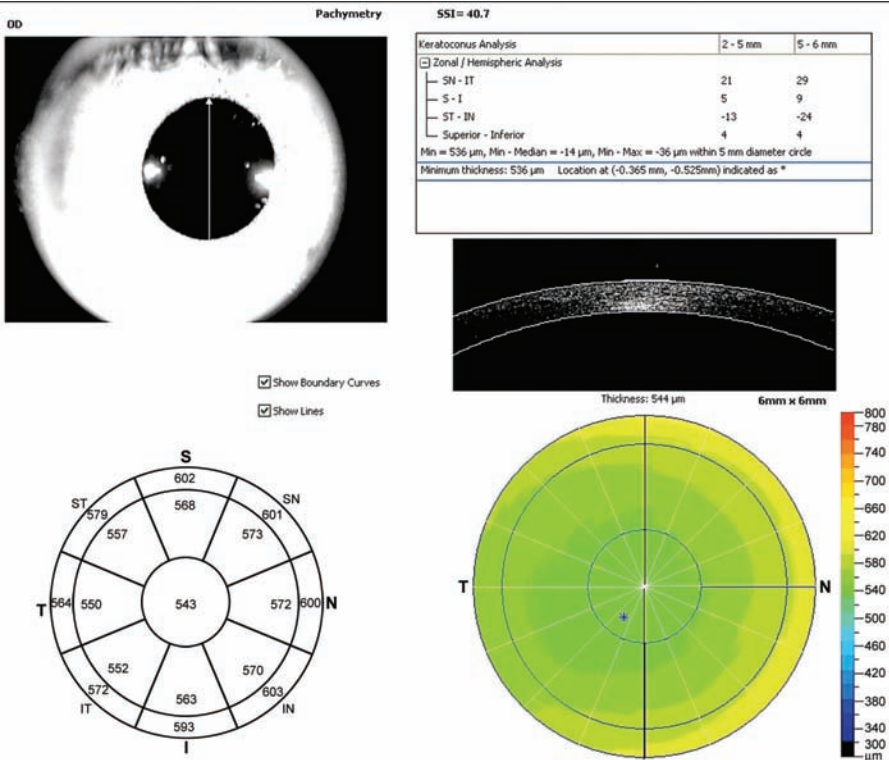 Pachymetry SSI= 40.7
OD
Keratoconus Analysis 2 - 5 mm 5 - 6 mm
Zonal / Hemispheric Analysis
SN - IT 21 29
S - I 5 9
ST - IN -13 -24
Superior - Inferior 4 4
Min = 536 µm, Min - Median = -14 µm, Min - Max = -36 µm within 5 mm diameter circle
Minimum thickness: 536 µm Location at (-0.365 mm, -0.525mm) indicated as *
Show Boundary Curves
Show Lines
Thickness: 544 µm 6mm x 6mm
S
602
ST SN
579 568 601
557 573
T 564 550 543 572 600 N
552 570
572 563 603
IT IN
593
I
T N
*
800
780
740
700
660
620
580
540
500
460
420
380
340
300
µm